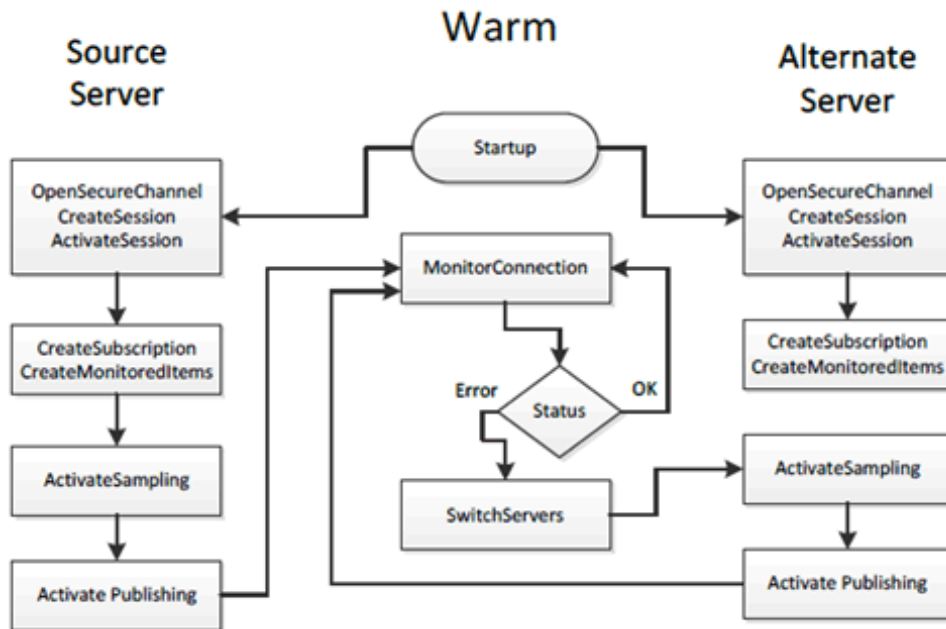 Warm
Source
Server
Alternate
Server
Startup
OpenSecureChannel
CreateSession
ActivateSession
OpenSecureChannel
CreateSession
ActivateSession
MonitorConnection
CreateSubscription
CreateMonitoredItems
CreateSubscription
CreateMonitoredItems
Error
OK
Status
ActivateSampling
ActivateSampling
SwitchServers
Activate Publishing
Activate Publishing